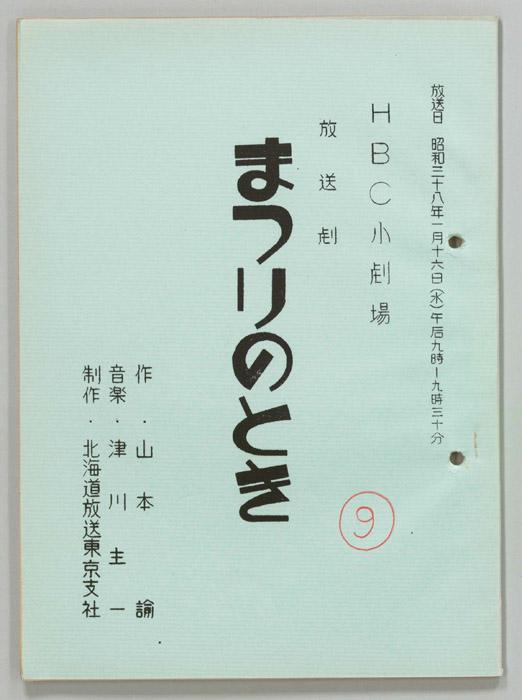 放送日 昭和三十八年一月十六日(水)午后九時ー九時三十分
HBC小劇場
放送劇
まつりのとき
作・山本諭
音楽・津川主一
制作・北海道放送東京支社
9